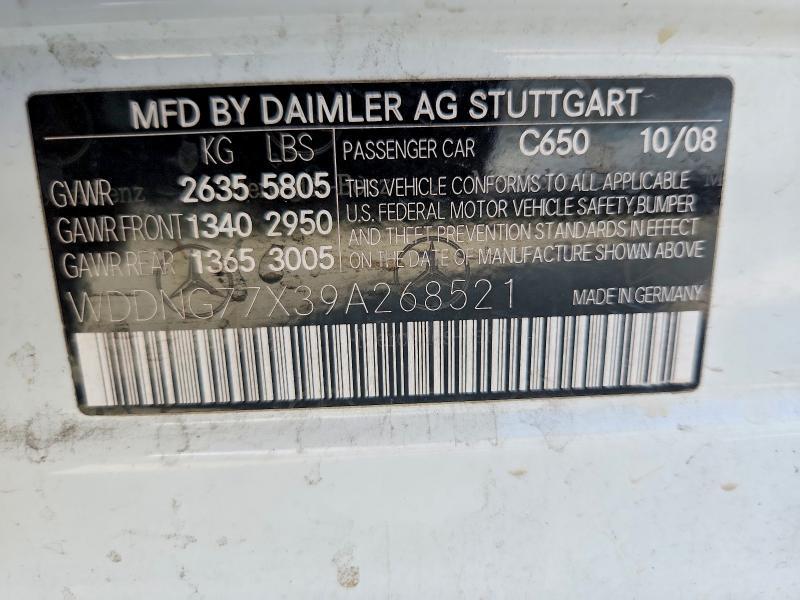 MFD BY DAIMLER AG STUTTGART
KG LBS
GVWR 2635 5805
GAWR FRONT 1340 2950
GAWR REAR 1365 3005
PASSENGER CAR C650 10/08
THIS VEHICLE CONFORMS TO ALL APPLICABLE
U.S. FEDERAL MOTOR VEHICLE SAFETY,BUMPER
AND THEFT PREVENTION STANDARDS IN EFFECT
ON THE DATE OF MANUFACTURE SHOWN ABOVE
WDDNG77X39A268521
MADE IN GERMANY